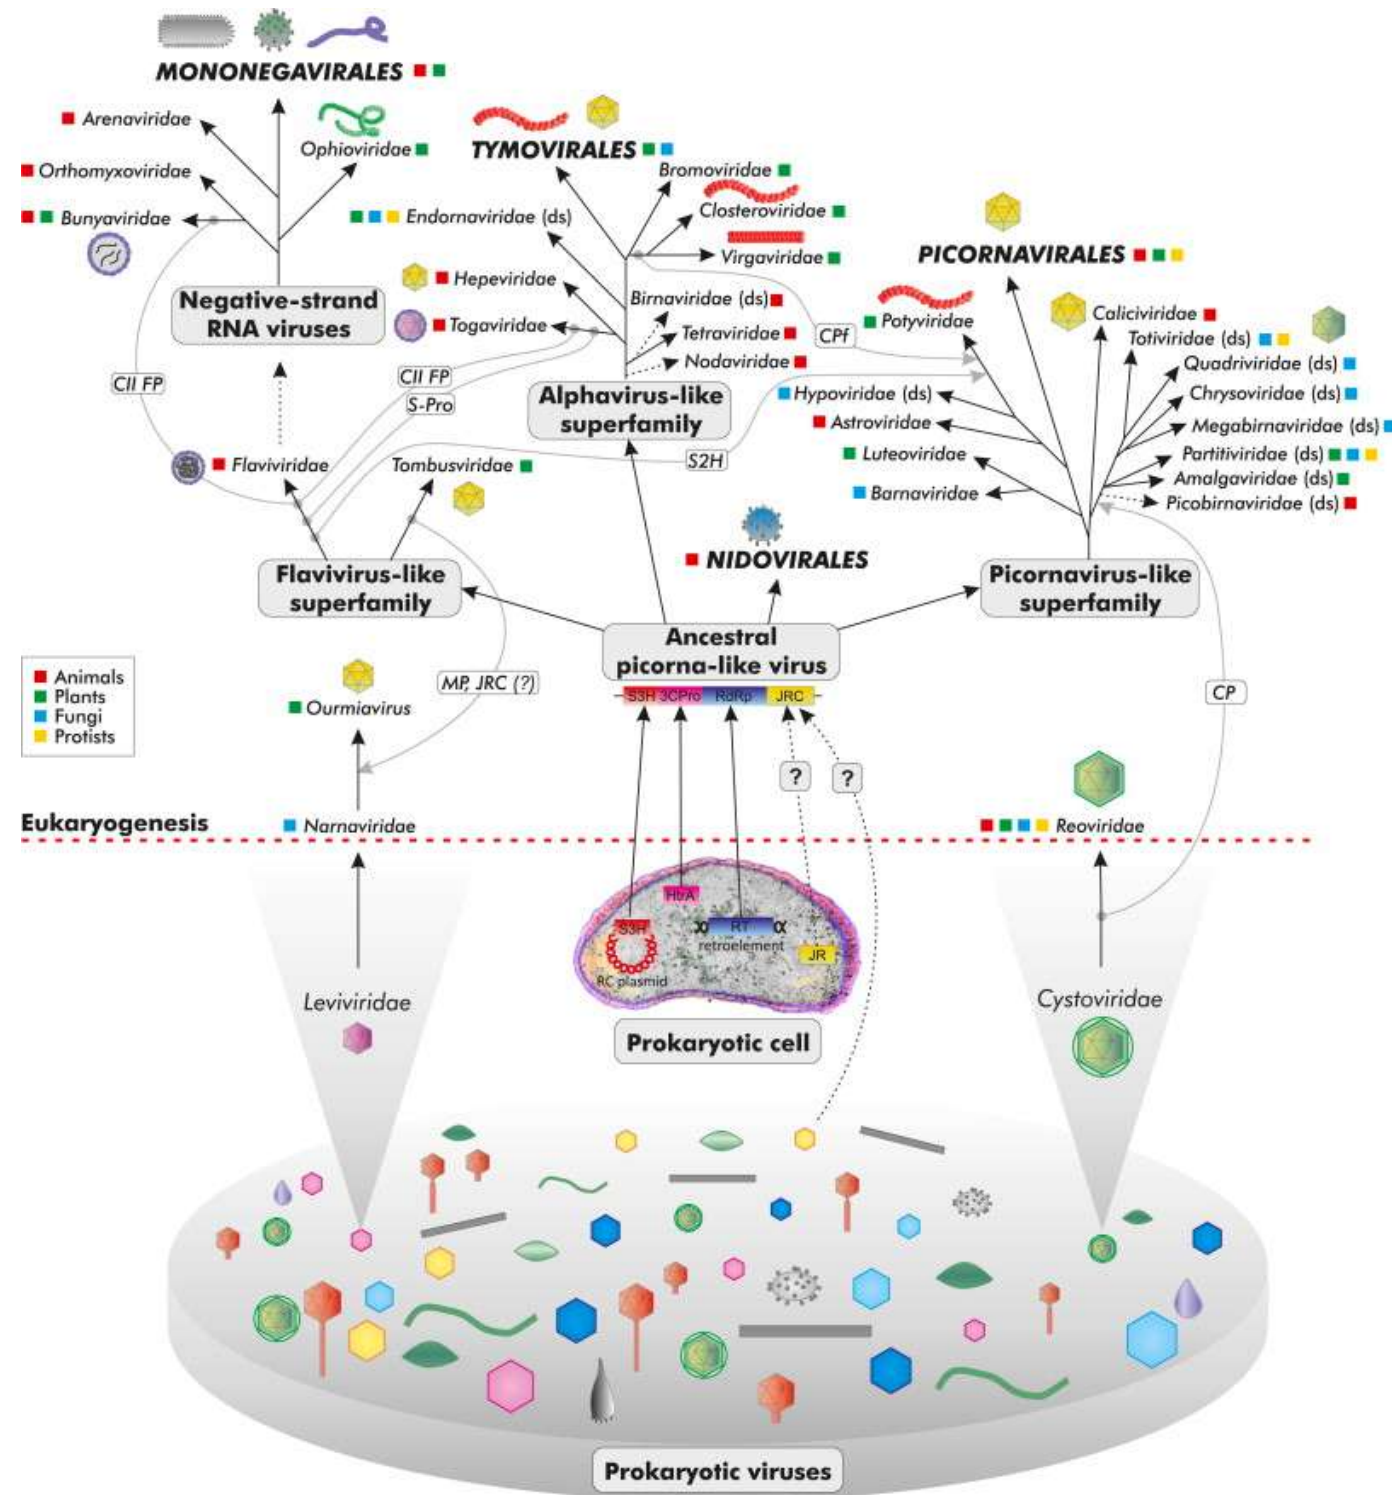 MONONEGAVIRALES
Arenaviridae
Ophioviridae
TYMOVIRALES
Orthomyxoviridae
Bromoviridae
Closteroviridae
Bunyaviridae
Endornaviridae (ds)
Virgaviridae
PICORNAVIRALES
Hepeviridae
Negative-strand
RNA viruses
Birnaviridae (ds)
Togaviridae
Tetraviridae
Nodaviridae
CPf
Potyviridae
Caliciviridae
Totiviridae (ds)
Quadriviridae (ds)
Chrysoviridae (ds)
Megabirnaviridae (ds)
Partitiviridae (ds)
Amalgaviridae (ds)
Picobirnaviridae (ds)
CII FP
CII FP
S-Pro
Alphavirus-like
superfamily
Hypoviridae (ds)
Astroviridae
Luteoviridae
Barnaviridae
S2H
Flaviviridae
Tombusviridae
NIDOVIRALES
Flavivirus-like
superfamily
Picornavirus-like
superfamily
Ancestral
picorna-like virus
S3H 3CPro RdRp JRC
Animals
Plants
Fungi
Protists
MP, JRC (?)
CP
Ourmiavirus
? ?
Eukaryogenesis
Narnaviridae
Reoviridae
HtrA
S3H
RT
retroelement
JR
RC plasmid
Leviviridae
Cystoviridae
Prokaryotic cell
Prokaryotic viruses